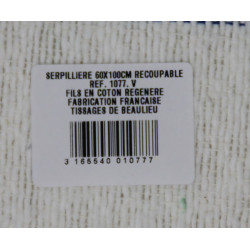 SERPILLIERE 60X100CM RECOUPABLE
REF. 1077. V
FILS EN COTON REGENERE
FABRICATION FRANCAISE
TISSAGES DE BEAULIEU
3 165540 010777